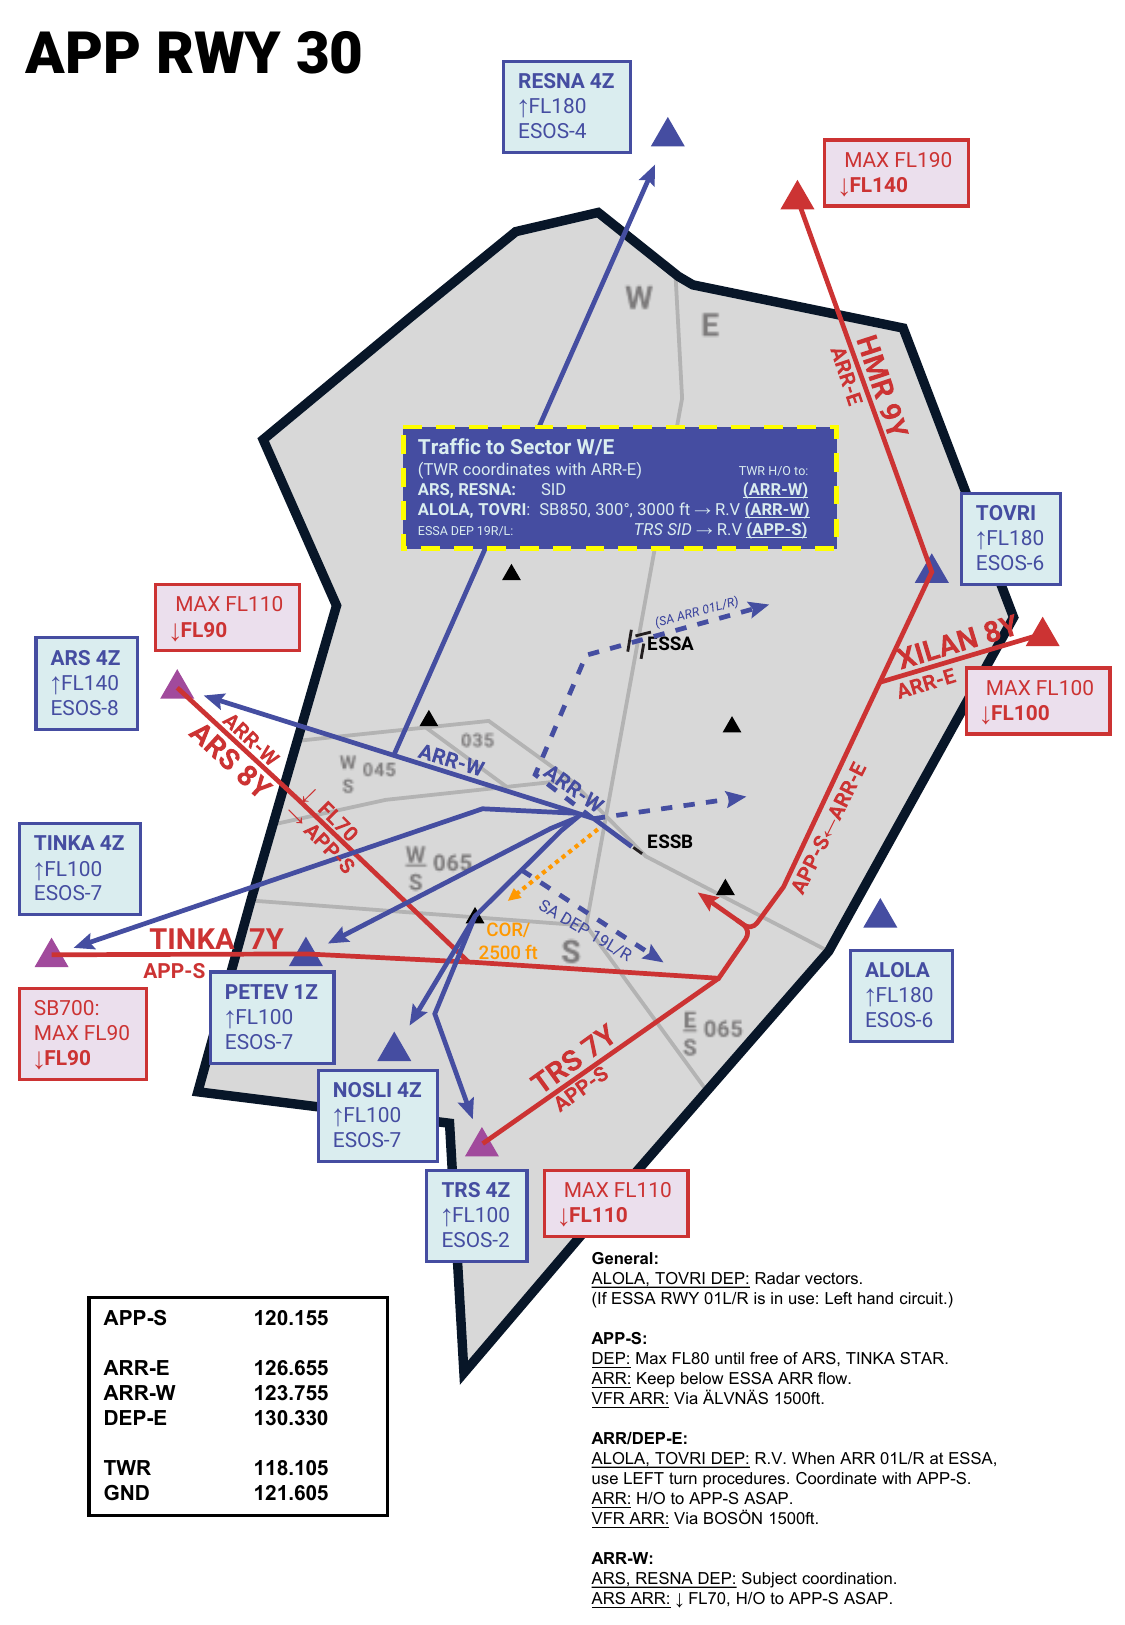 APP RWY 30
RESNA 4Z
↑FL180
ESOS-4
MAX FL190
↓FL140
W
E
HMR 9Y
ARR-E
Traffic to Sector W/E
(TWR coordinates with ARR-E) TWR H/O to:
ARS, RESNA: SID (ARR-W)
ALOLA, TOVRI: SB850, 300°, 3000 ft → R.V (ARR-W)
ESSA DEP 19R/L: TRS SID → R.V (APP-S)
TOVRI
↑FL180
ESOS-6
MAX FL110
↓FL90
ARS 4Z
↑FL140
ESOS-8
(SA ARR 01L/R)
ESSA
XILAN 8Y
ARR-E
MAX FL100
↓FL100
ARR-W
ARS 8Y
035
W
S
045
ARR-W
ARR-W
↓ FL70
→ APP-S
APP-S←ARR-E
TINKA 4Z
↑FL100
ESOS-7
ESSB
W
S
065
COR/
2500 ft
SA DEP 19L/R
S
TINKA 7Y
APP-S
ALOLA
↑FL180
ESOS-6
SB700:
MAX FL90
↓FL90
PETEV 1Z
↑FL100
ESOS-7
E
S
065
TRS 7Y
APP-S
NOSLI 4Z
↑FL100
ESOS-7
TRS 4Z
↑FL100
ESOS-2
MAX FL110
↓FL110
APP-S 120.155
ARR-E 126.655
ARR-W 123.755
DEP-E 130.330
TWR 118.105
GND 121.605
General:
ALOLA, TOVRI DEP: Radar vectors.
(If ESSA RWY 01L/R is in use: Left hand circuit.)
APP-S:
DEP: Max FL80 until free of ARS, TINKA STAR.
ARR: Keep below ESSA ARR flow.
VFR ARR: Via ÄLVNÄS 1500ft.
ARR/DEP-E:
ALOLA, TOVRI DEP: R.V. When ARR 01L/R at ESSA,
use LEFT turn procedures. Coordinate with APP-S.
ARR: H/O to APP-S ASAP.
VFR ARR: Via BOSÖN 1500ft.
ARR-W:
ARS, RESNA DEP: Subject coordination.
ARS ARR: ↓ FL70, H/O to APP-S ASAP.